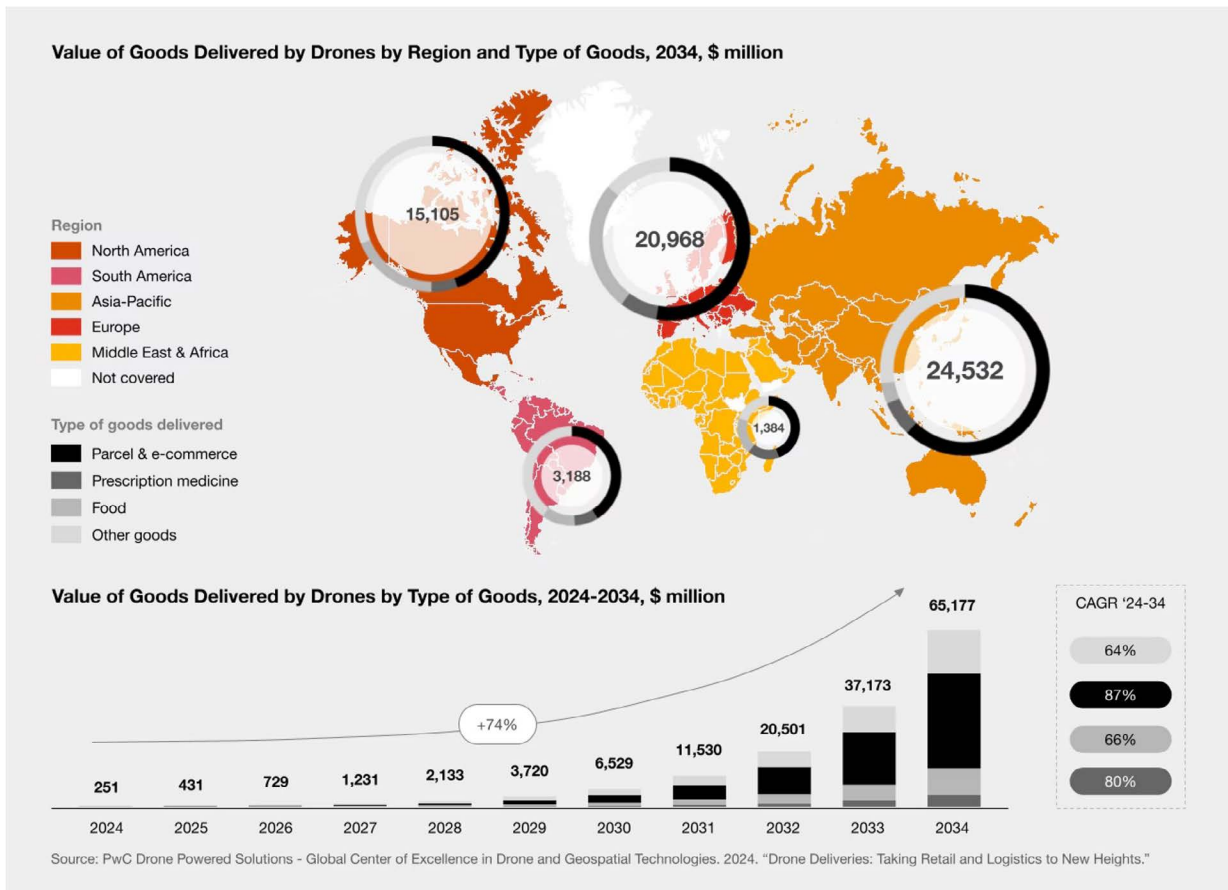 Value of Goods Delivered by Drones by Region and Type of Goods, 2034, $ million
15,105
20,968
24,532
1,384
3,188
Region
North America
South America
Asia-Pacific
Europe
Middle East & Africa
Not covered
Type of goods delivered
Parcel & e-commerce
Prescription medicine
Food
Other goods
Value of Goods Delivered by Drones by Type of Goods, 2024-2034, $ million
+74%
251
431
729
1,231
2,133
3,720
6,529
11,530
20,501
37,173
65,177
2024
2025
2026
2027
2028
2029
2030
2031
2032
2033
2034
CAGR ‘24-34
64%
87%
66%
80%
Source: PwC Drone Powered Solutions - Global Center of Excellence in Drone and Geospatial Technologies. 2024. “Drone Deliveries: Taking Retail and Logistics to New Heights.”